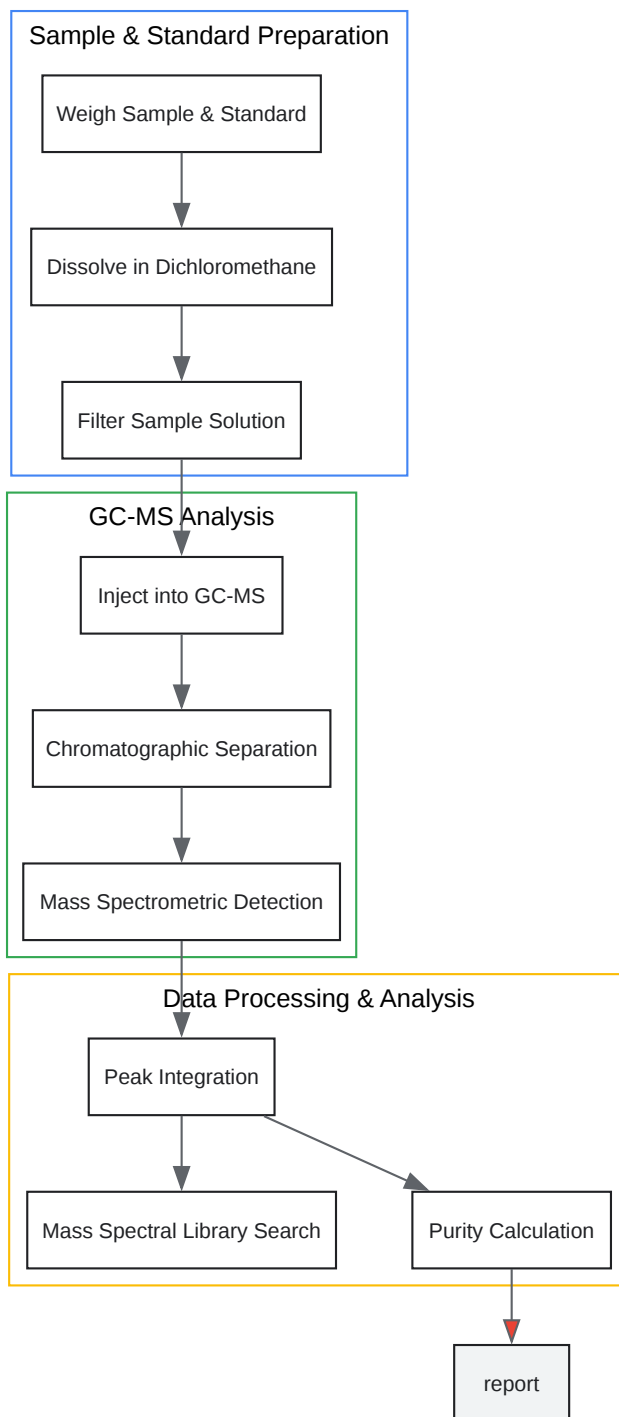 Sample & Standard Preparation
Weigh Sample & Standard
Dissolve in Dichloromethane
Filter Sample Solution
GC-MS Analysis
Inject into GC-MS
Chromatographic Separation
Mass Spectrometric Detection
Data Processing & Analysis
Peak Integration
Mass Spectral Library Search
Purity Calculation
report